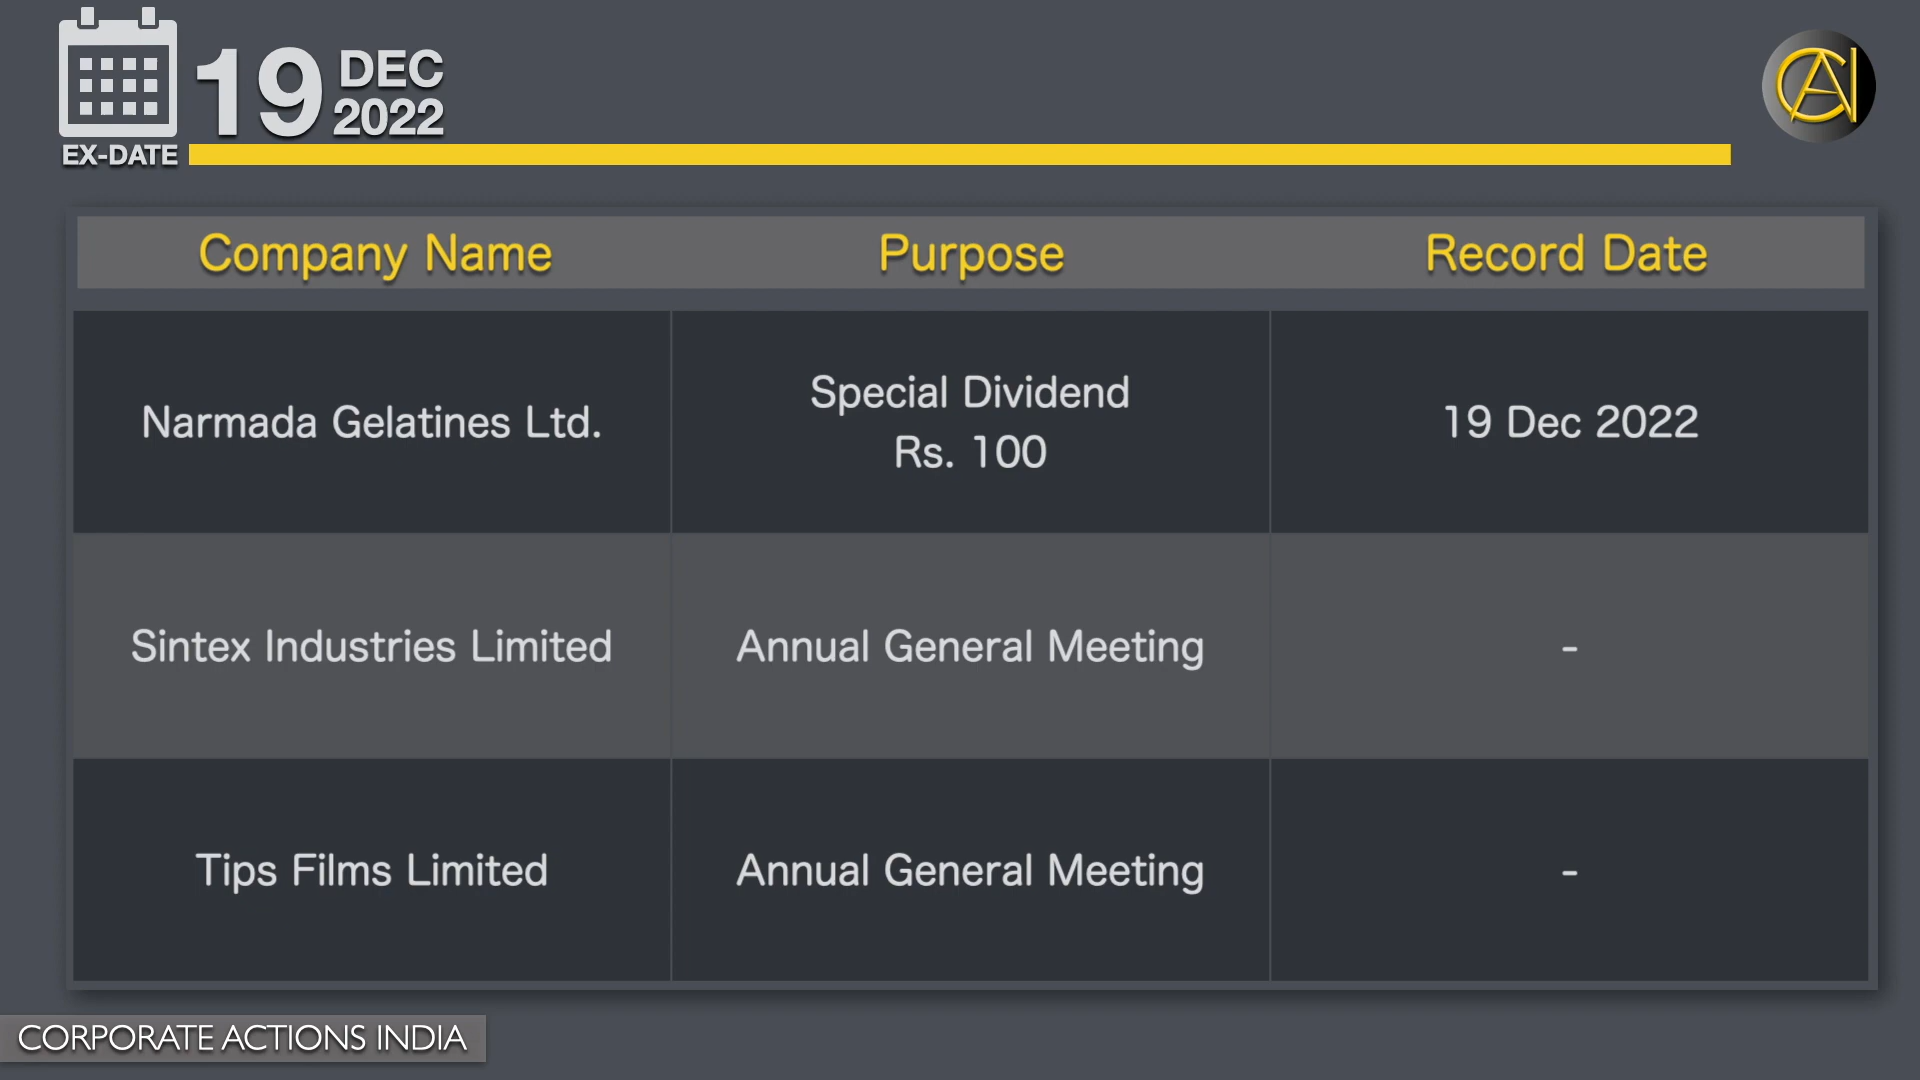 19 DEC
2022
EX-DATE
CAI
Company Name Purpose Record Date
Narmada Gelatines Ltd. Special Dividend
Rs. 100 19 Dec 2022
Sintex Industries Limited Annual General Meeting -
Tips Films Limited Annual General Meeting -
CORPORATE ACTIONS INDIA